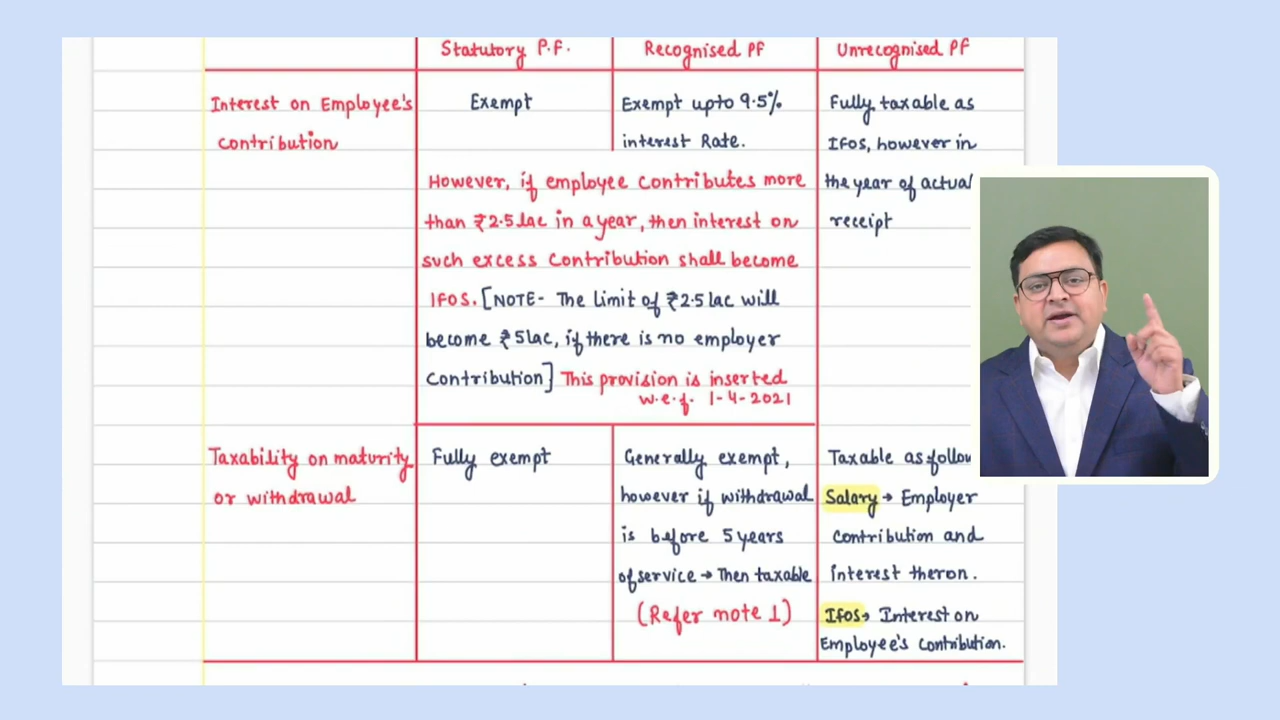 Statutory P.F.
Recognised PF
Unrecognised PF
Interest on Employee's
contribution
Exempt
Exempt upto 9.5%
interest Rate.
Fully taxable as
IFOS, however in
the year of actual
receipt
However, if employee contributes more
than ₹2.5 lac in a year, then interest on
such excess contribution shall become
IFOS. [NOTE- The limit of ₹2.5 lac will
become ₹5lac, if there is no employer
contribution] This provision is inserted
w.e.f. 1-4-2021
Taxability on maturity
or withdrawal
Fully exempt
Generally exempt,
however if withdrawal
is before 5 years
of service → Then taxable
(Refer note 1)
Taxable as follow
Salary → Employer
contribution and
interest theron.
IFOS → Interest on
Employee's contribution.